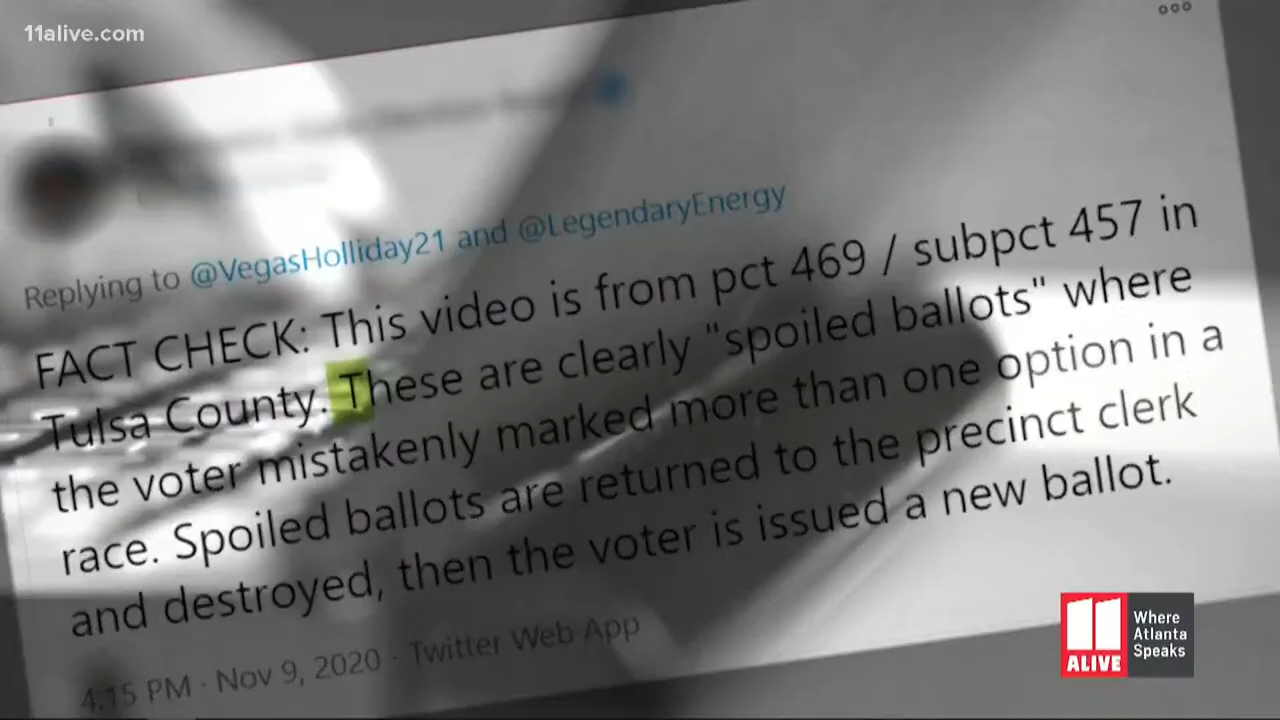 11alive.com
Replying to @VegasHolliday21 and @LegendaryEnergy
FACT CHECK: This video is from pct 469 / subpct 457 in
Tulsa County. These are clearly "spoiled ballots" where
the voter mistakenly marked more than one option in a
race. Spoiled ballots are returned to the precinct clerk
and destroyed, then the voter is issued a new ballot.
4:15 PM · Nov 9, 2020 · Twitter Web App
11
ALIVE
Where
Atlanta
Speaks